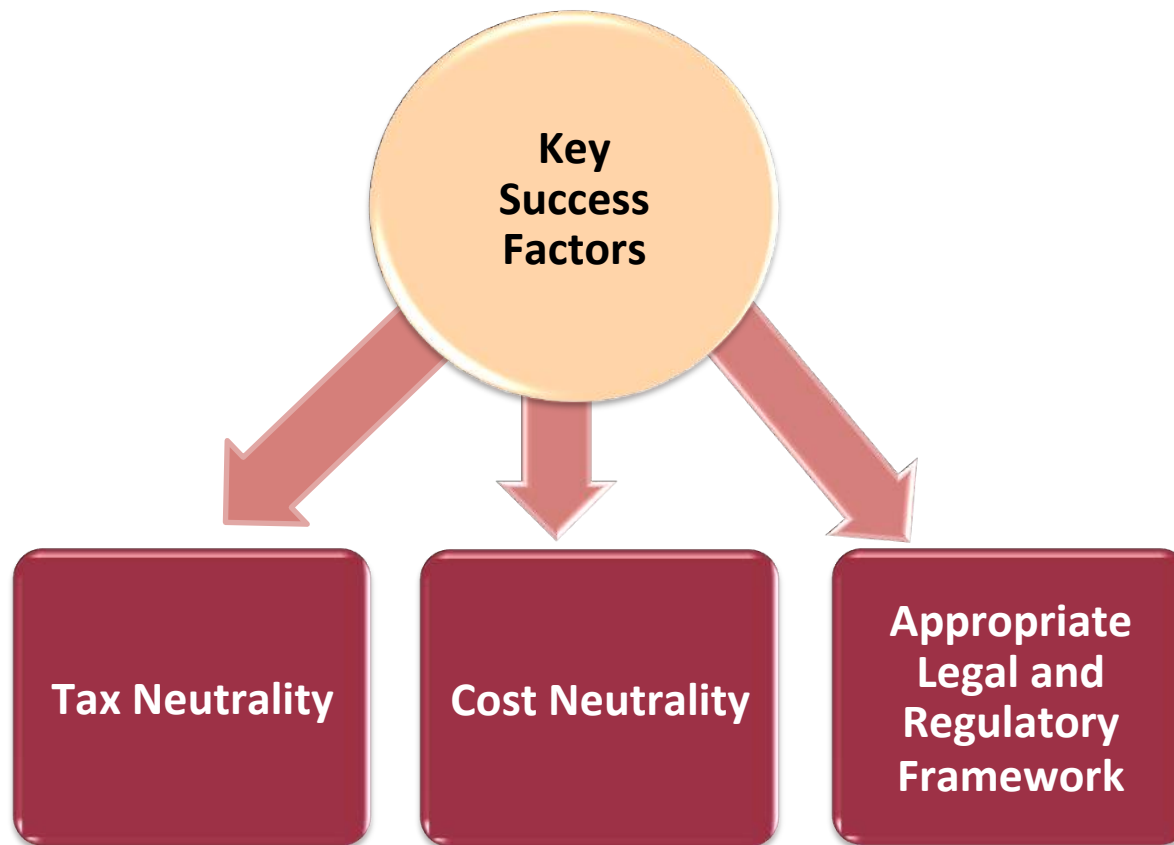 Key
Success
Factors
Tax Neutrality
Cost Neutrality
Appropriate
Legal and
Regulatory
Framework